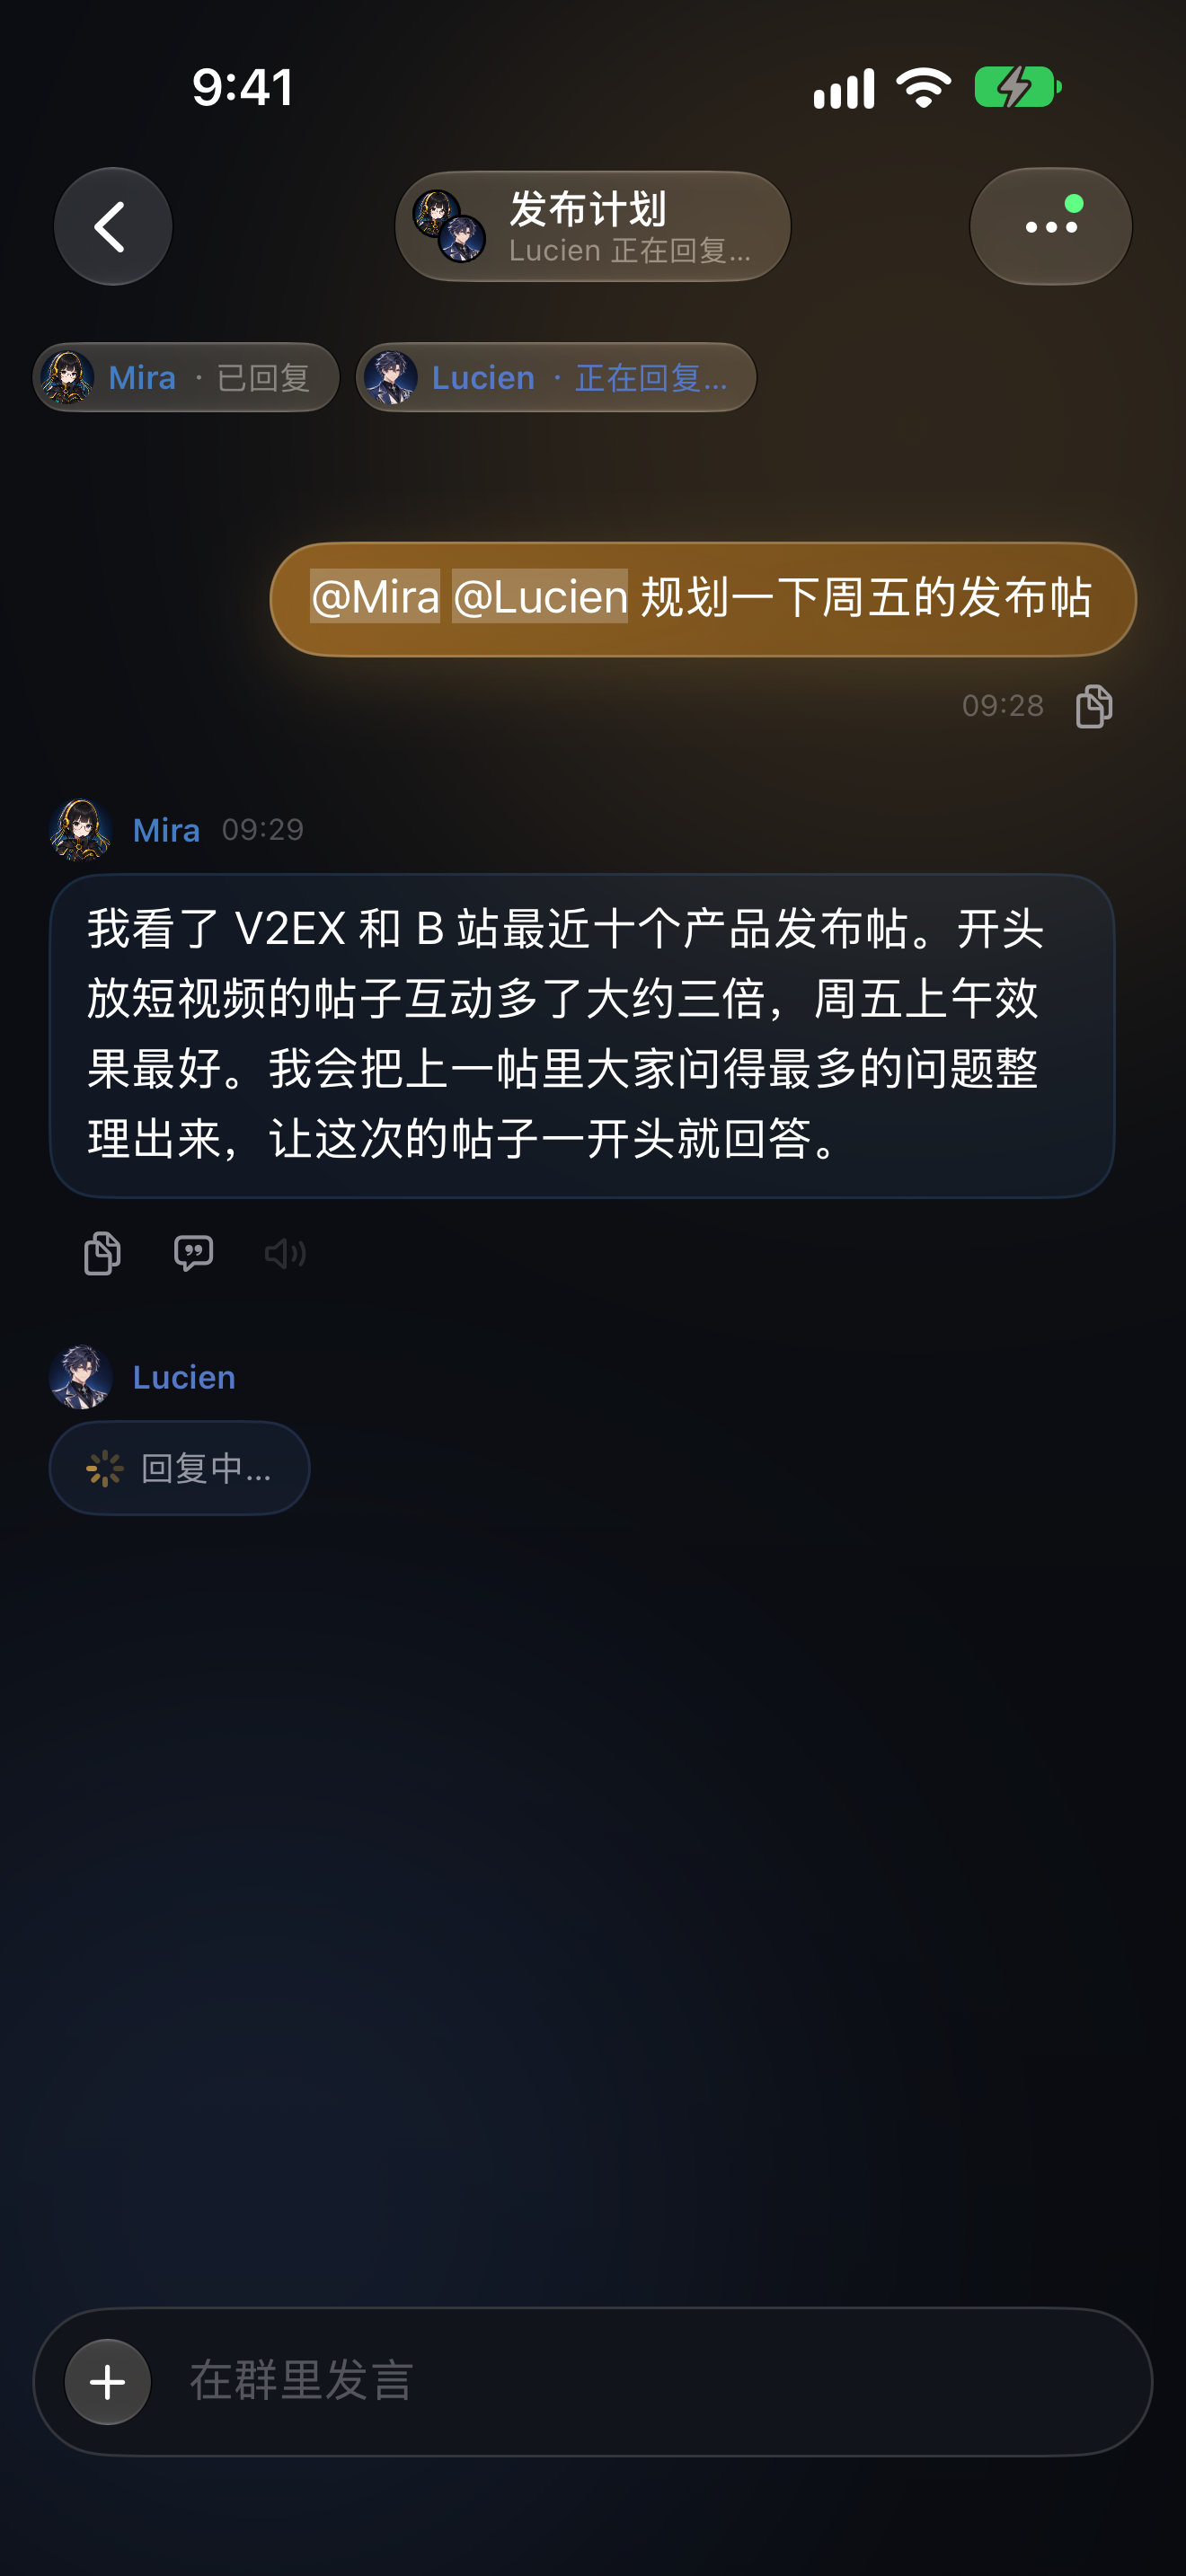 9:41
发布计划
Lucien 正在回复...
Mira · 已回复
Lucien · 正在回复...
@Mira @Lucien 规划一下周五的发布帖
09:28
Mira 09:29
我看了 V2EX 和 B 站最近十个产品发布帖。开头
放短视频的帖子互动多了大约三倍，周五上午效
果最好。我会把上一帖里大家问得最多的问题整
理出来，让这次的帖子一开头就回答。
Lucien
回复中...
在群里发言